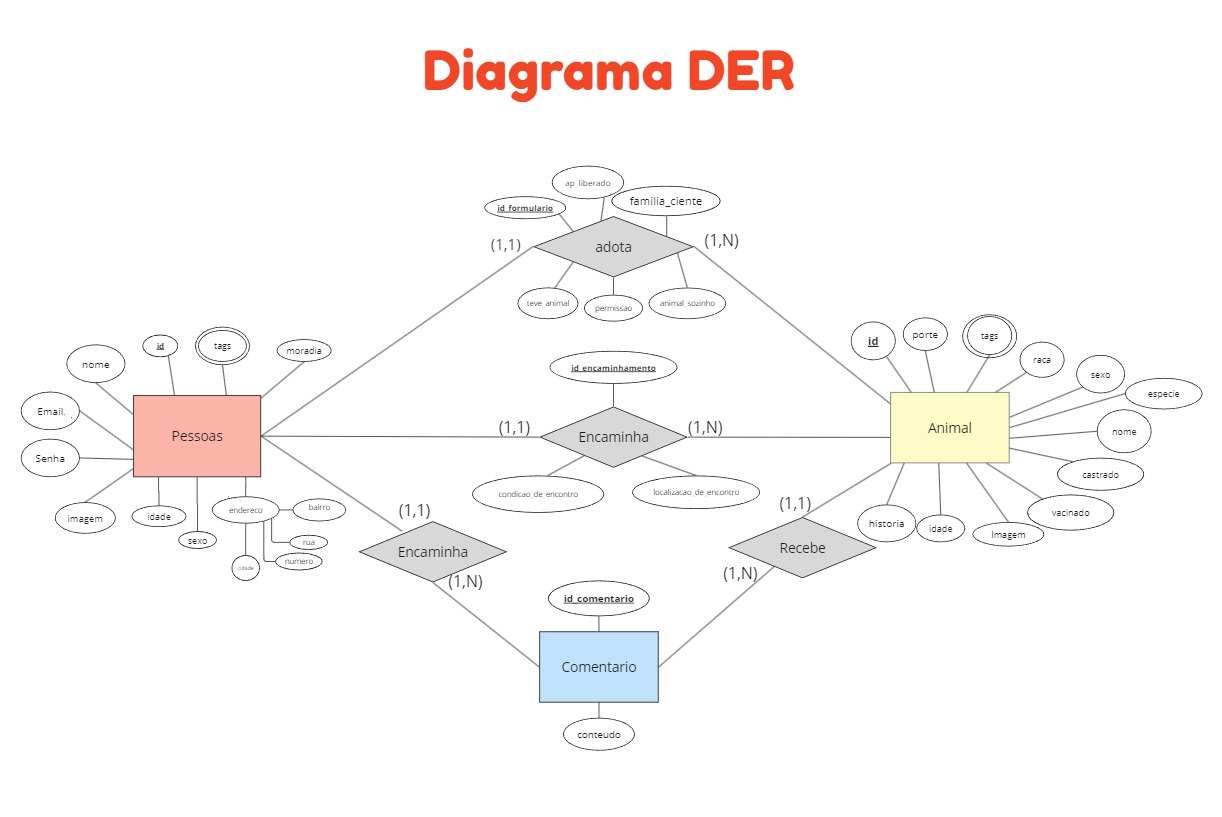 Diagrama DER
ap_liberado
id_formulario
familia_ciente
(1,1)
adota
(1,N)
teve_animal
permissao
animal_sozinho
id
porte
tags
raca
sexo
especie
nome
castrado
vacinado
Imagem
idade
historia
Animal
nome
id
tags
moradia
Email.
Senha
imagem
Pessoas
idade
sexo
endereco
bairro
rua
numero
cidade
id_encaminhamento
(1,1)
Encaminha
(1,N)
condicao_de_encontro
localizacao_de_encontro
(1,1)
Encaminha
(1,N)
(1,1)
Recebe
(1,N)
id_comentario
Comentario
conteudo